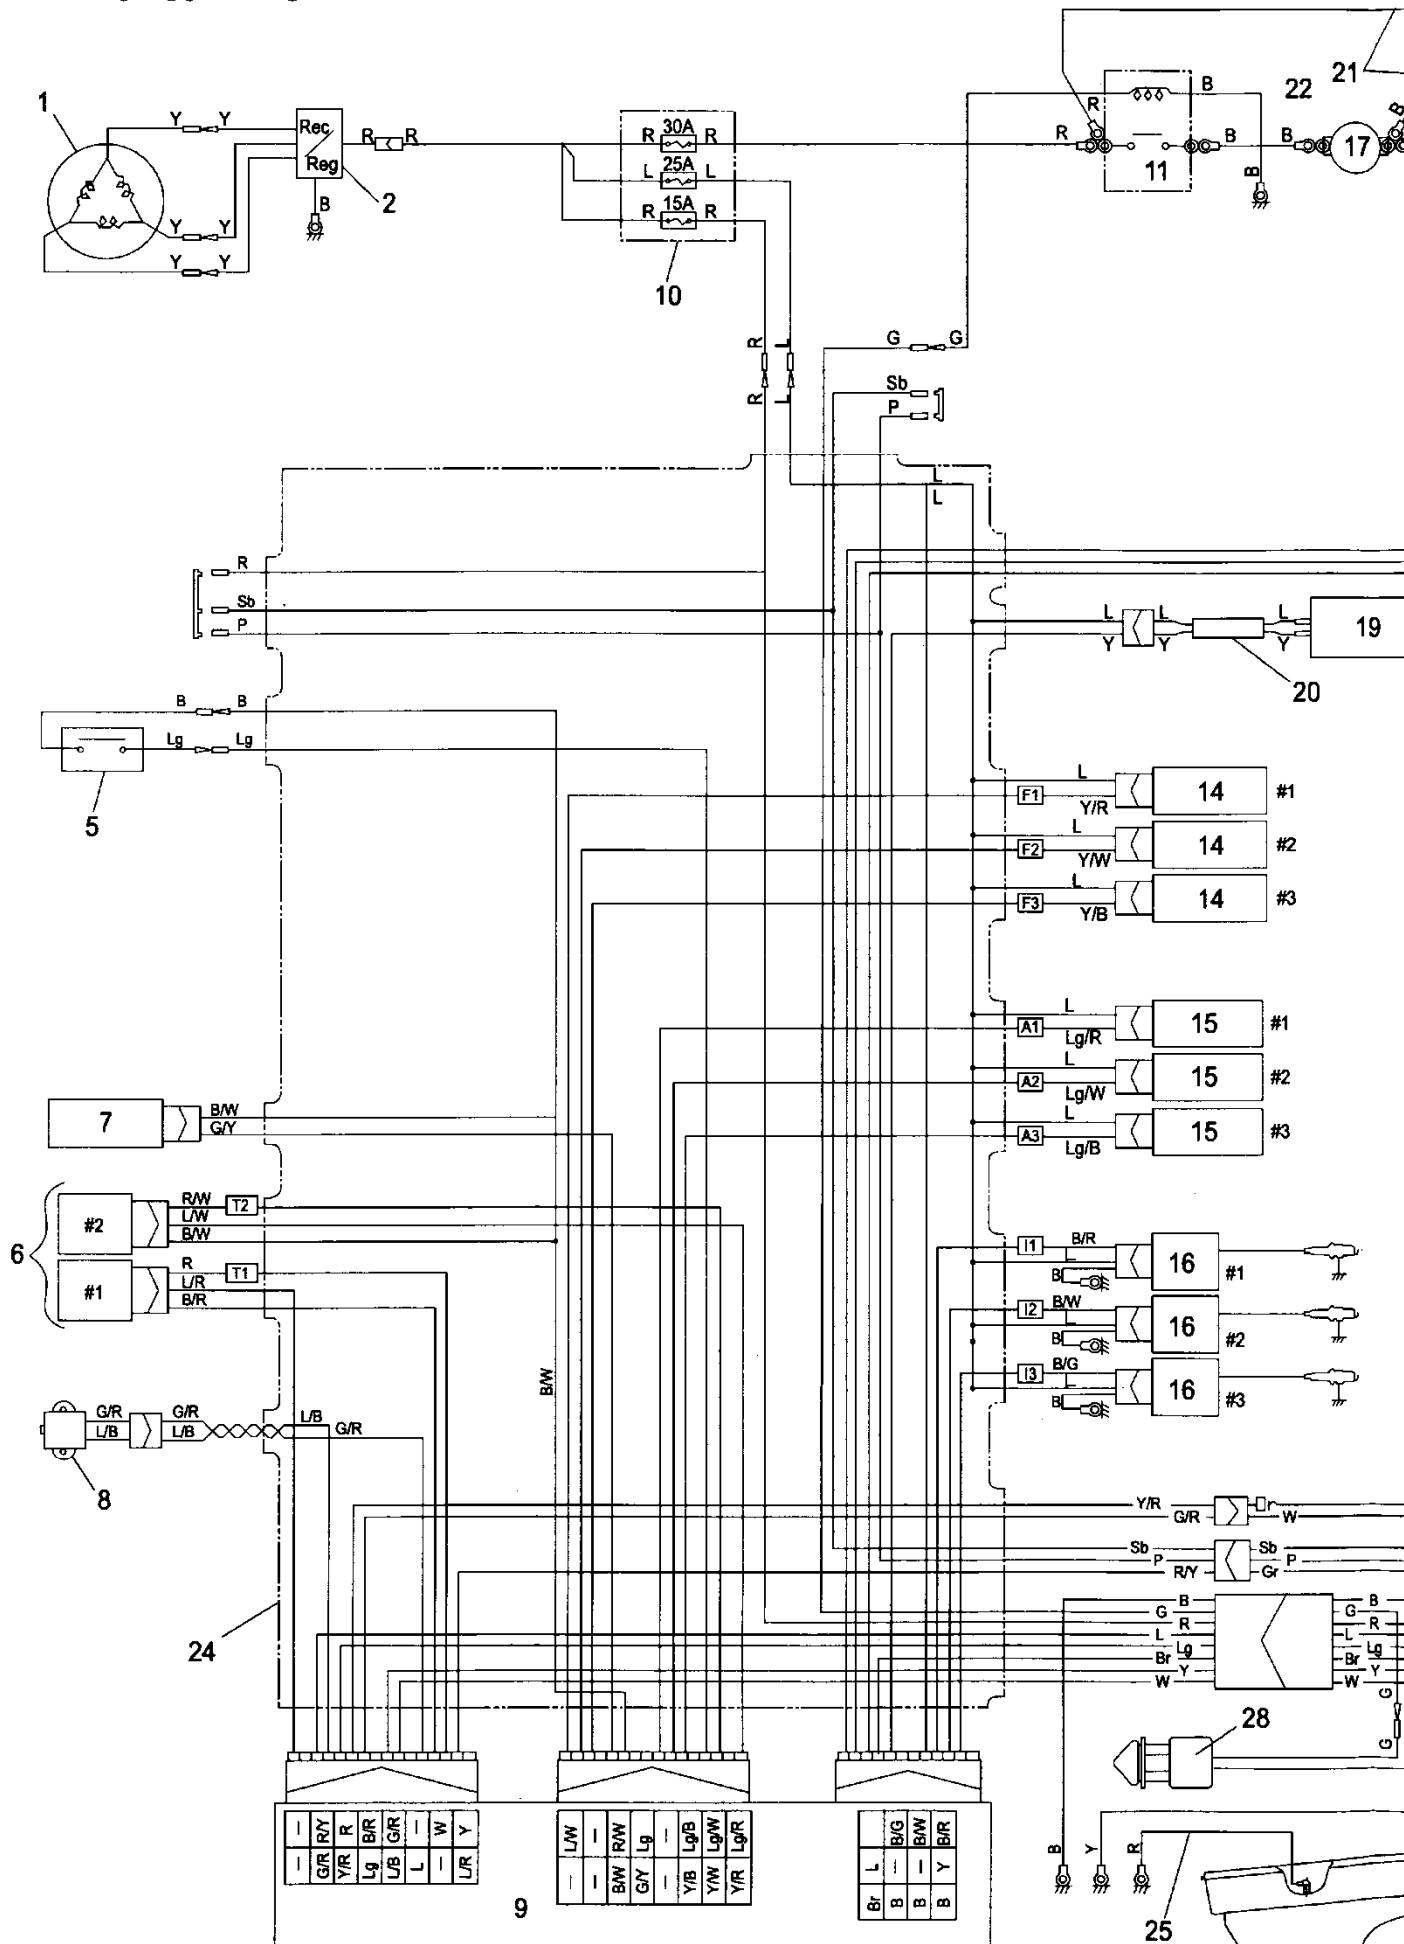 21
22
B
R
1
Y Y
Rec
Reg
2
B
R R
R 30A R
L 25A L
R 15A R
10
R
11
B B
B
17
B
Y Y
Y Y
R L
R L
G G
Sb
P
L
L
R
Sb
P
L L L
Y Y Y
19
20
B B
Lg Lg
5
L
F1 Y/R 14 #1
L
F2 Y/W 14 #2
L
F3 Y/B 14 #3
L
A1 Lg/R 15 #1
L
A2 Lg/W 15 #2
L
A3 Lg/B 15 #3
7
B/W
G/Y
6
#2
R/W T2
L/W
B/W
#1
R T1
L/R
B/R
I1 B/R
L
B
16 #1
I2 B/W
L
B
16 #2
I3 B/G
L
B
16 #3
B/W
G/R G/R L/B
L/B L/B G/R
8
Y/R Br
G/R W
Sb Sb
P P
R/Y Gr
B B
G G
R R
L L
Lg Lg
Br Br
Y Y
W W
24
G
G
28
B Y R
25
– R/Y R B/R G/R – W Y
– G/R Y/R Lg L/B L – L/R
L/W – R/W Lg – Lg/B Lg/W Lg/R
– – B/W G/Y – Y/B Y/W Y/R
B/G B/W B/R
L – – Y
Br B B B
9